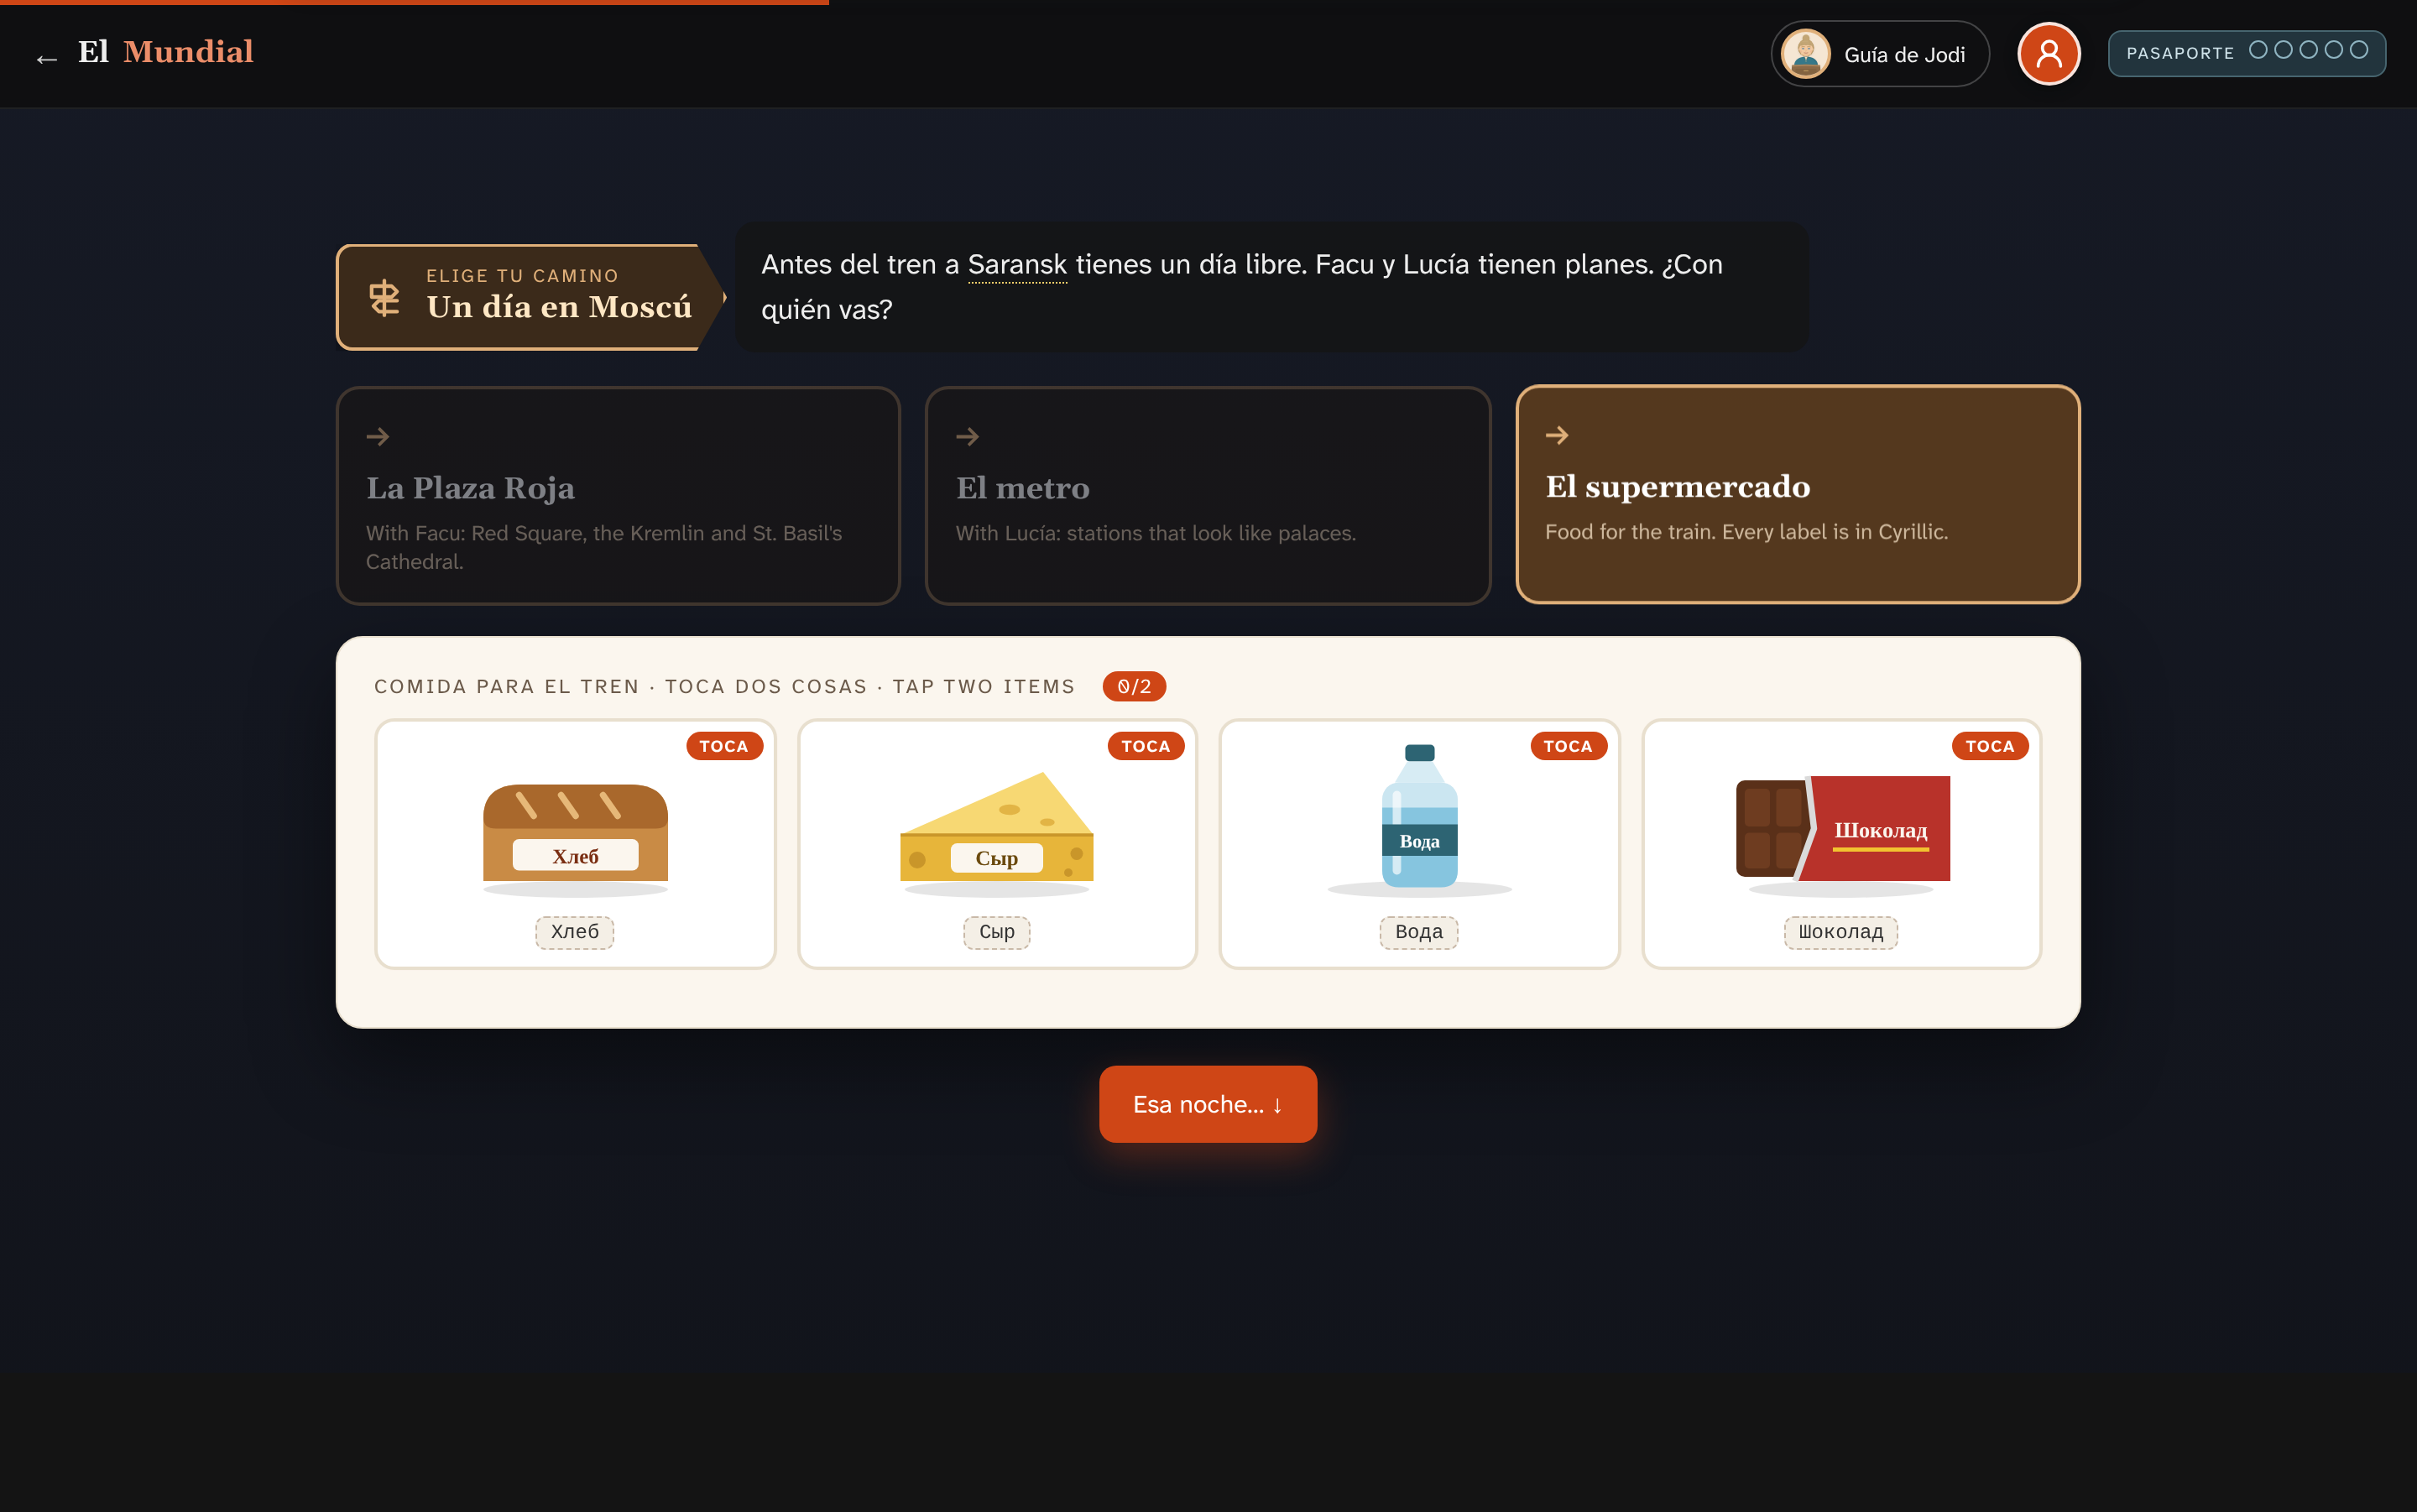 ← El Mundial
Guía de Jodi
PASAPORTE
ELIGE TU CAMINO
Un día en Moscú
Antes del tren a Saransk tienes un día libre. Facu y Lucía tienen planes. ¿Con
quién vas?
→
La Plaza Roja
With Facu: Red Square, the Kremlin and St. Basil's
Cathedral.
→
El metro
With Lucía: stations that look like palaces.
→
El supermercado
Food for the train. Every label is in Cyrillic.
COMIDA PARA EL TREN · TOCA DOS COSAS · TAP TWO ITEMS 0/2
TOCA
Хлеб
Хлеб
TOCA
Сыр
Сыр
TOCA
Вода
Вода
TOCA
Шоколад
Шоколад
Esa noche... ↓